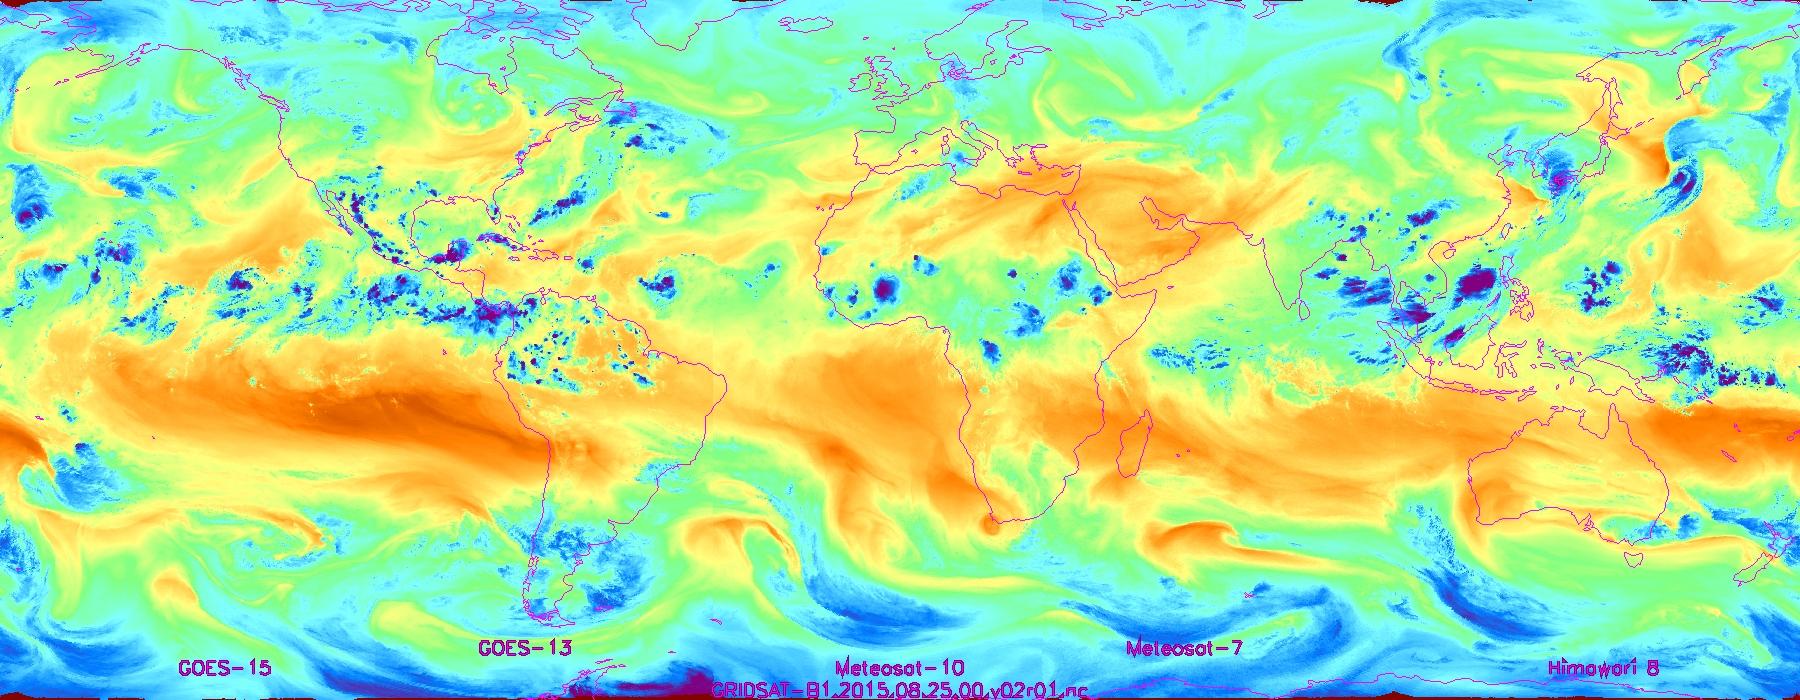 GOES-13
Meteosat-7
GOES-15
Meteosat-10
Himawari 8
GRIDSAT-B1.2015.08.25.00.v02r01.nc